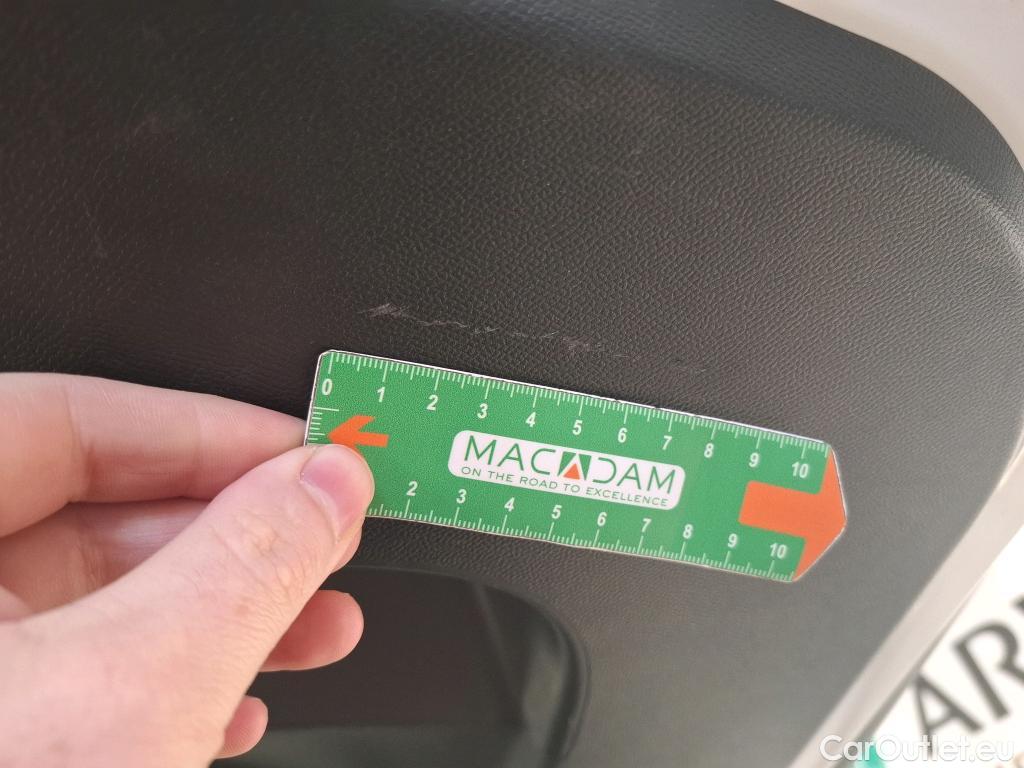 0 1 2 3 4 5 6 7 8 9 10
MACADAM
ON THE ROAD TO EXCELLENCE
2 3 4 5 6 7 8 9 10
ARI
CarOutlet.eu